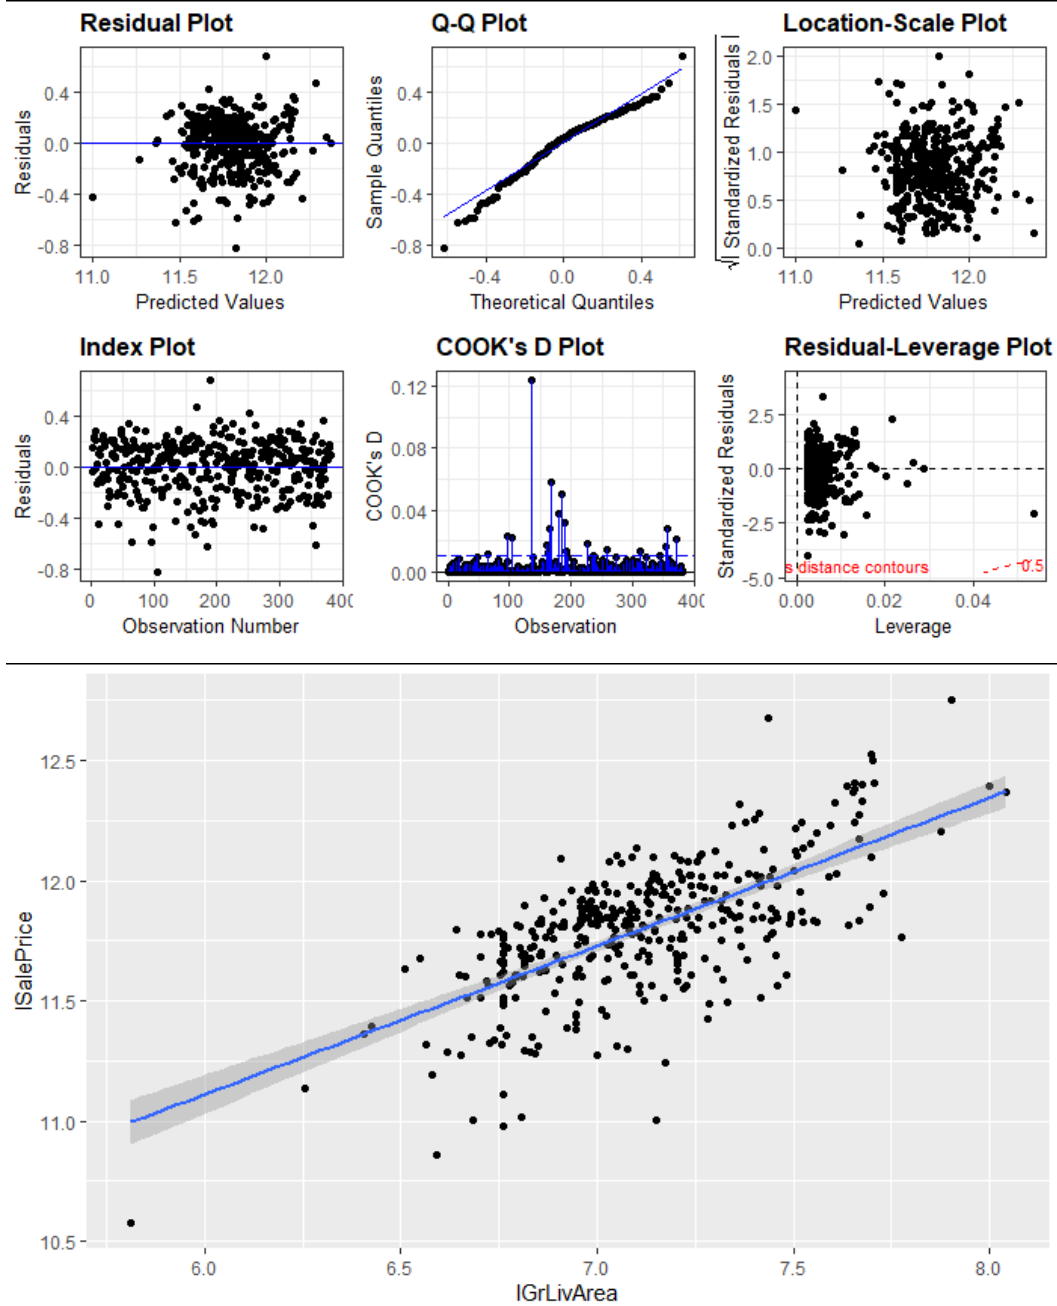 Residual Plot
Residuals
0.4
0.0
-0.4
-0.8
11.0 11.5 12.0
Predicted Values
Q-Q Plot
Sample Quantiles
0.4
0.0
-0.4
-0.8
-0.4 0.0 0.4
Theoretical Quantiles
Location-Scale Plot
√| Standardized Residuals |
2.0
1.5
1.0
0.5
0.0
11.0 11.5 12.0
Predicted Values
Index Plot
Residuals
0.4
0.0
-0.4
-0.8
0 100 200 300 400
Observation Number
COOK's D Plot
COOK's D
0.12
0.08
0.04
0.00
0 100 200 300 400
Observation
Residual-Leverage Plot
Standardized Residuals
2.5
0.0
-2.5
-5.0
s distance contours
0.5
0.00 0.02 0.04
Leverage
lSalePrice
12.5
12.0
11.5
11.0
10.5
6.0 6.5 7.0 7.5 8.0
lGrLivArea